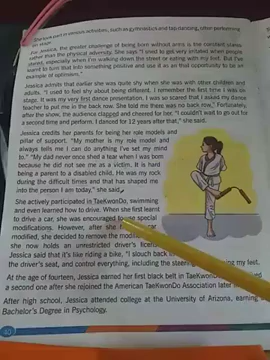 She took part in various activities, such as gymnastics and tap dancing, often performing
on stage.
For Jessica, the greater challenge of being born without arms is the constant stares
rather than the physical adversity. She says "I used to get very irritated when people
stared, especially when I'm walking down the street or eating with my feet. But I've
learnt to turn that into something positive and use it as an that opportunity to be an
example of optimism."
Jessica admits that earlier she was quite shy when she was with other children and
adults. "I used to feel shy about being different. I remember the first time I was on
stage. It was my very first dance presentation. I was so scared that I asked my dance
teacher to put me in the back row. She told me there was no back row." Fortunately,
after the show, the audience clapped and cheered for her. "I couldn't wait to go out
for a second time and perform. I danced for 12 years after that," she said.
Jessica credits her parents for being her role models and
pillar of support. "My mother is my role model and
always tells me I can do anything I've set my mind
to." "My dad never once shed a tear when I was born
because he did not see me as a victim. It is hard
being a parent to a disabled child. He was my rock
during the difficult times and that has shaped me
into the person I am today," she said.
She actively participated in TaeKwonDo, swimming
and even learned how to drive. When she first learnt
to drive a car, she was encouraged to use special
modifications. However, after she car
modified, she decided to remove the modi
she now holds an unrestricted driver's licen
Jessica said that it's like riding a bike, "I slouch b
the driver's seat, and control everything, including the steeri my feet.
At the age of fourteen, Jessica earned her first black belt in TaeKwonD
a second one after she rejoined the American TaeKwonDo Association later
After high school, Jessica attended college at the University of Arizona, earning
Bachelor's Degree in Psychology.
40